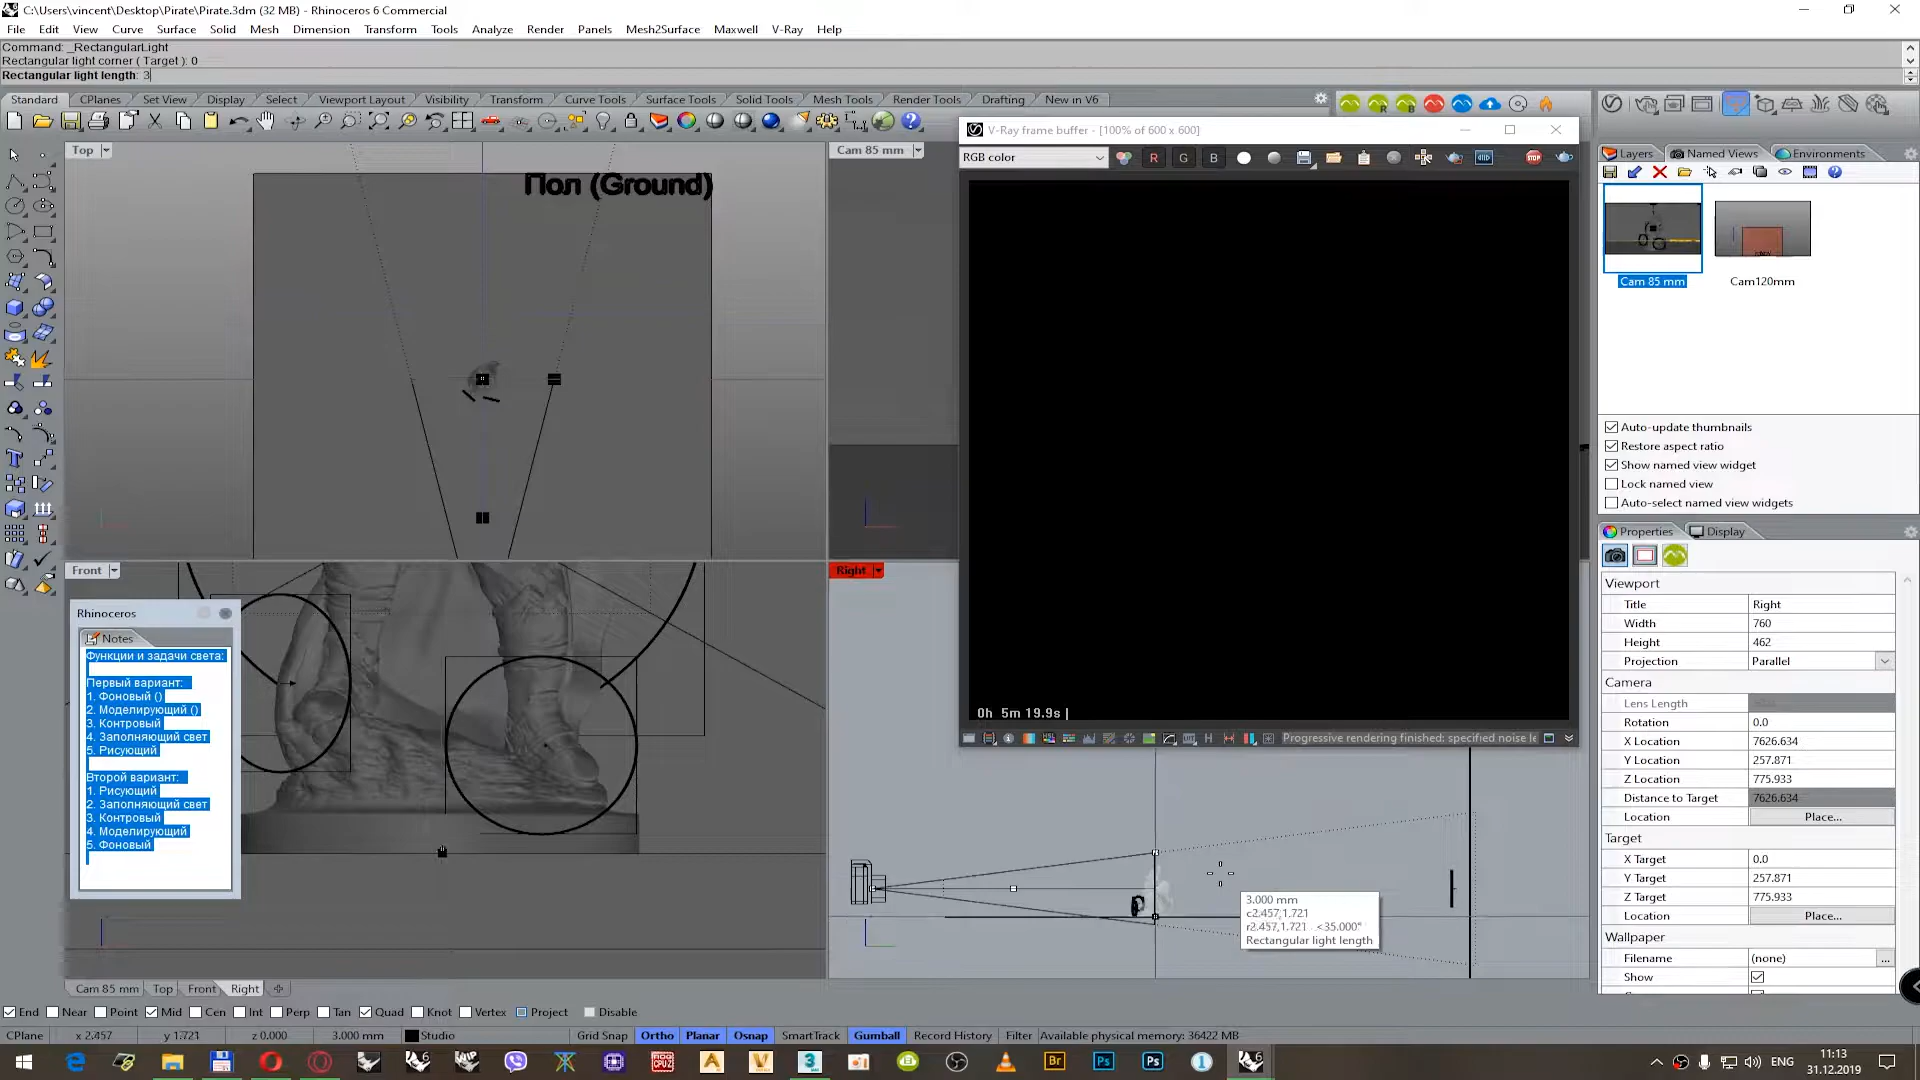 C:\Users\vincent\Desktop\Pirate\Pirate.3dm (32 MB) - Rhinoceros 6 Commercial
File Edit View Curve Surface Solid Mesh Dimension Transform Tools Analyze Render Panels Mesh2Surface Maxwell V-Ray Help
Command: _RectangularLight
Rectangular light corner ( Target ): 0
Rectangular light length: 3
Standard CPlanes Set View Display Select Viewport Layout Visibility Transform Curve Tools Surface Tools Solid Tools Mesh Tools Render Tools Drafting New in V6
Top
Пол (Ground)
Cam 85 mm
V-Ray frame buffer - [100% of 600 x 600]
RGB color
R G B
STOP
0h 5m 19.9s |
H
Progressive rendering finished: specified noise le
Layers Named Views Environments
Cam 85 mm
Cam120mm
Auto-update thumbnails
Restore aspect ratio
Show named view widget
Lock named view
Auto-select named view widgets
Properties Display
Viewport
Title Right
Width 760
Height 462
Projection Parallel
Camera
Lens Length
Rotation 0.0
X Location 7626.634
Y Location 257.871
Z Location 775.933
Distance to Target 7626.634
Location Place...
Target
X Target 0.0
Y Target 257.871
Z Target 775.933
Location Place...
Wallpaper
Filename (none) ...
Show
Front
Rhinoceros
Notes
Функции и задачи света:
Первый вариант:
1. Фоновый ()
2. Моделирующий ()
3. Контровый
4. Заполняющий свет
5. Рисующий
Второй вариант:
1. Рисующий
2. Заполняющий свет
3. Контровый
4. Моделирующий
5. Фоновый
Right
3.000 mm
c2.457,1.721
r2.457,1.721 <35.000°
Rectangular light length
Cam 85 mm Top Front Right
End Near Point Mid Cen Int Perp Tan Quad Knot Vertex Project Disable
CPlane x 2.457 y 1.721 z 0.000 3.000 mm Studio Grid Snap Ortho Planar Osnap SmartTrack Gumball Record History Filter Available physical memory: 36422 MB
ENG
11:13
31.12.2019